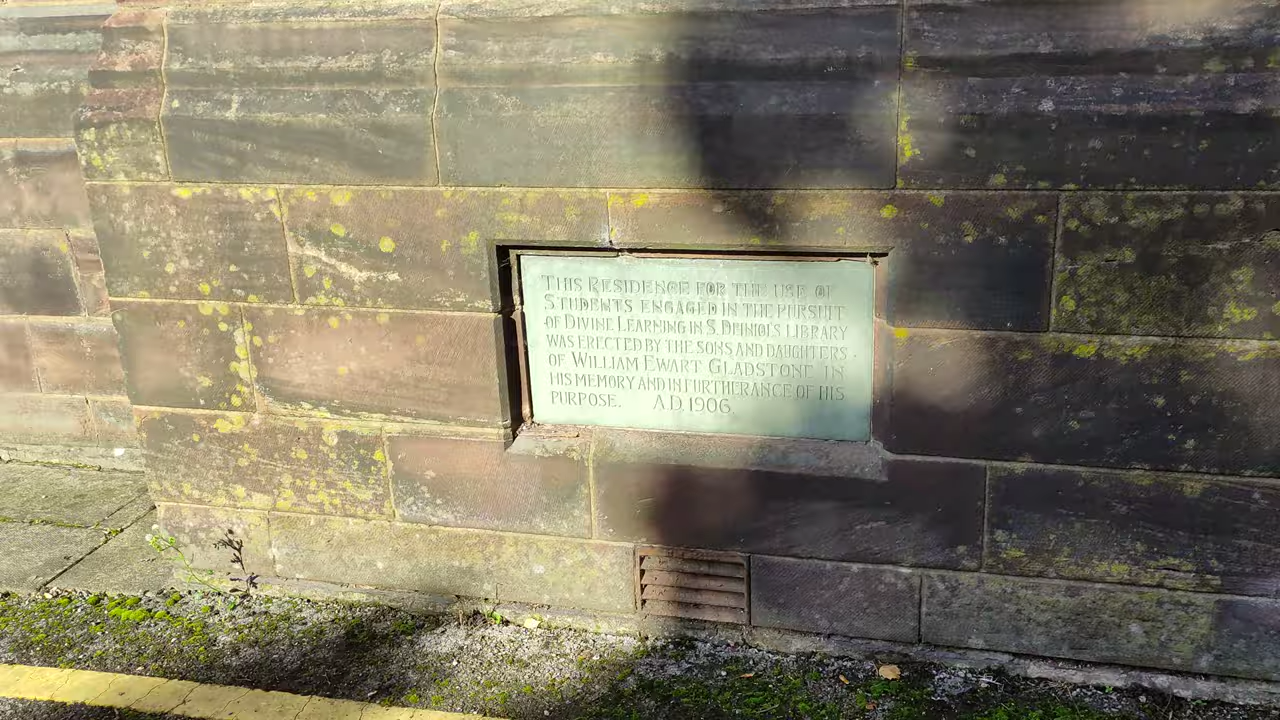 THIS RESIDENCE FOR THE USE OF
STUDENTS ENGAGED IN THE PURSUIT
OF DIVINE LEARNING IN S. DEINIOL'S LIBRARY
WAS ERECTED BY THE SONS AND DAUGHTERS
OF WILLIAM EWART GLADSTONE IN
HIS MEMORY AND IN FURTHERANCE OF HIS
PURPOSE. A.D. 1906.